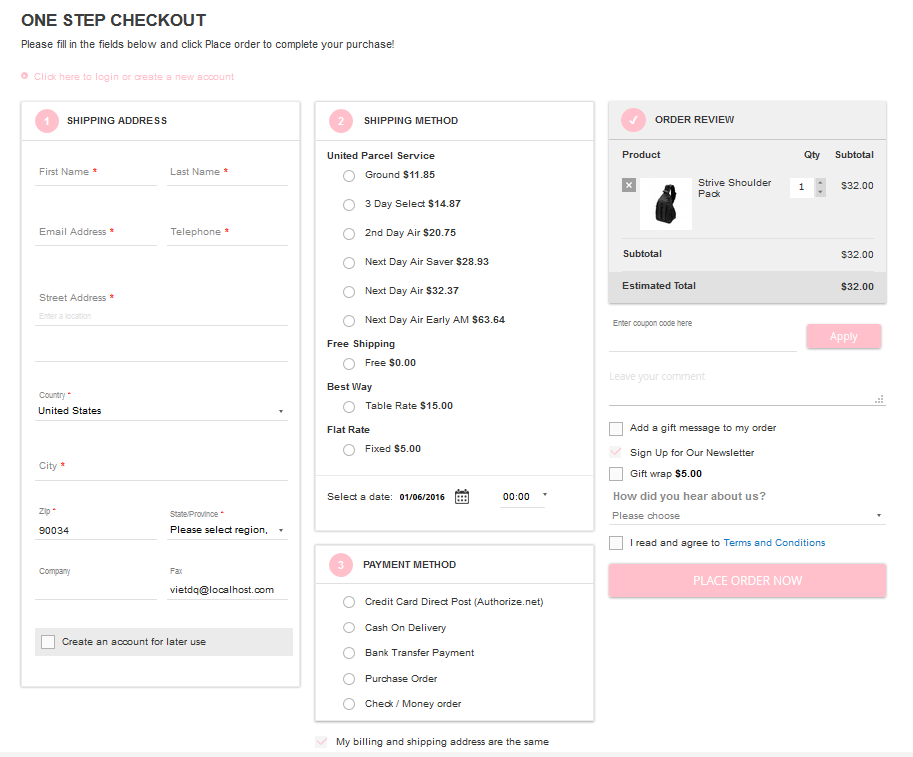 ONE STEP CHECKOUT
Please fill in the fields below and click Place order to complete your purchase!
Click here to login or create a new account
1 SHIPPING ADDRESS
First Name * Last Name *
Email Address * Telephone *
Street Address *
Enter a location
Country *
United States
City *
Zip * State/Province *
90034 Please select region,
Company Fax
vietdq@localhost.com
Create an account for later use
2 SHIPPING METHOD
United Parcel Service
Ground $11.85
3 Day Select $14.87
2nd Day Air $20.75
Next Day Air Saver $28.93
Next Day Air $32.37
Next Day Air Early AM $63.64
Free Shipping
Free $0.00
Best Way
Table Rate $15.00
Flat Rate
Fixed $5.00
Select a date: 01/06/2016 00:00
3 PAYMENT METHOD
Credit Card Direct Post (Authorize.net)
Cash On Delivery
Bank Transfer Payment
Purchase Order
Check / Money order
My billing and shipping address are the same
ORDER REVIEW
Product Qty Subtotal
Strive Shoulder 1 $32.00
Pack
Subtotal $32.00
Estimated Total $32.00
Enter coupon code here
Apply
Leave your comment
Add a gift message to my order
Sign Up for Our Newsletter
Gift wrap $5.00
How did you hear about us?
Please choose
I read and agree to Terms and Conditions
PLACE ORDER NOW